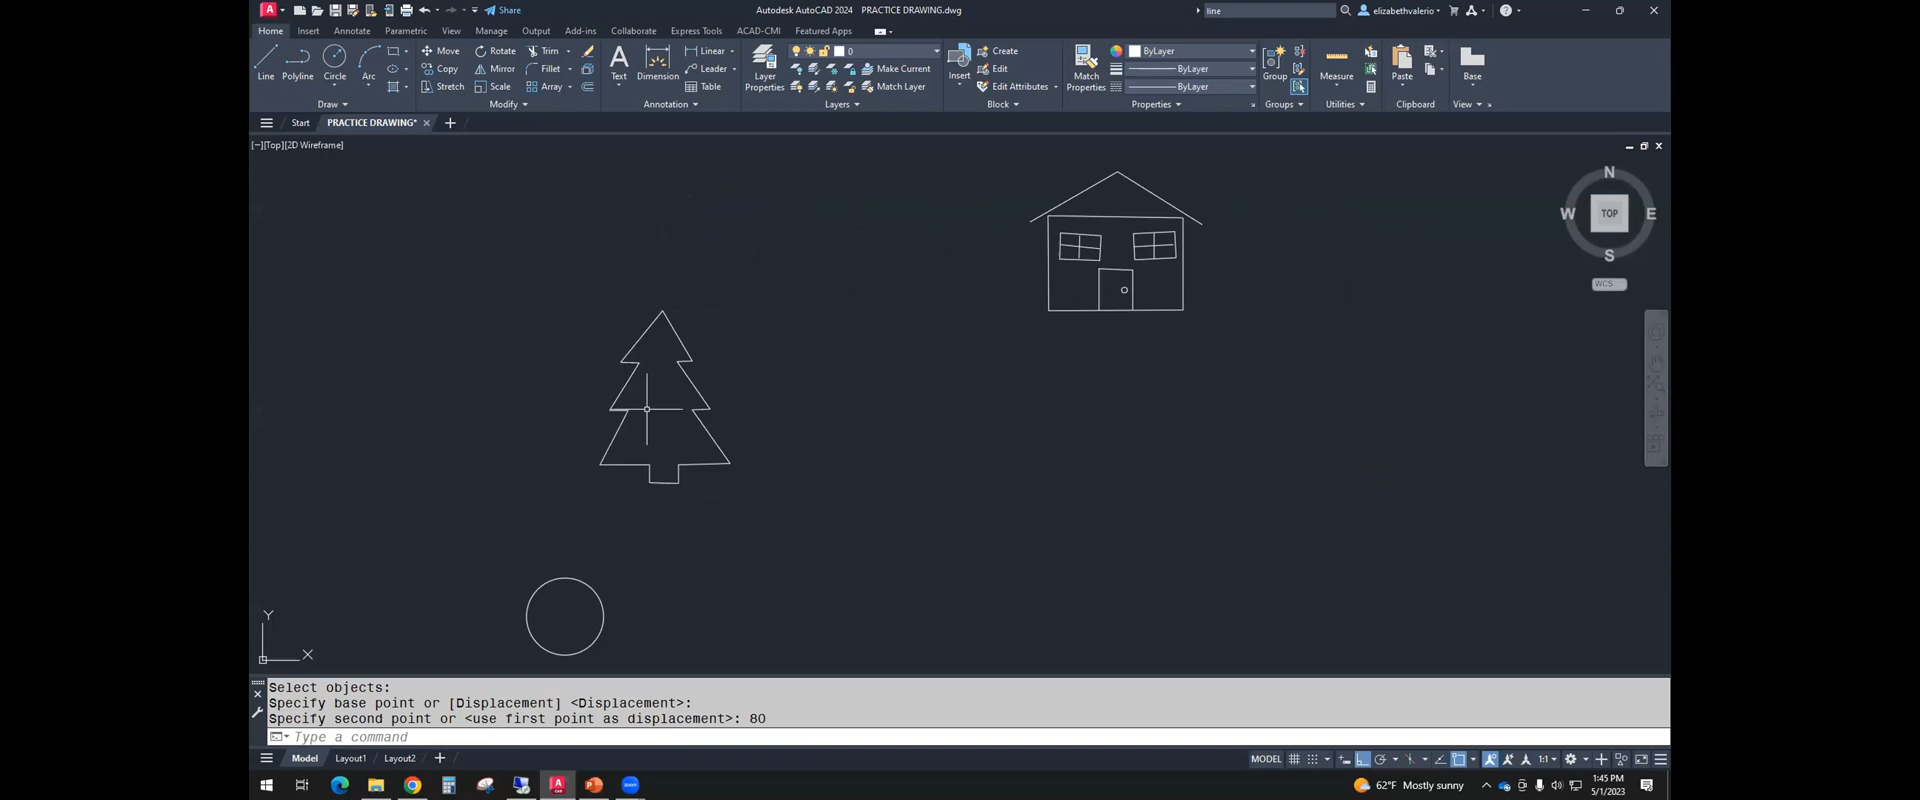 Share
Autodesk AutoCAD 2024 PRACTICE DRAWING.dwg
line
elizabethvalerio
Home Insert Annotate Parametric View Manage Output Add-ins Collaborate Express Tools ACAD-CMI Featured Apps
Line Polyline Circle Arc
Move Rotate Trim
Copy Mirror Fillet
Stretch Scale Array
Text Dimension
Linear
Leader
Table
Layer
Properties
0
Make Current
Match Layer
Insert
Create
Edit
Edit Attributes
Match
Properties
ByLayer
ByLayer
ByLayer
Group
Measure
Paste
Base
Draw Modify Annotation Layers Block Properties Groups Utilities Clipboard View
Start PRACTICE DRAWING*
[−][Top][2D Wireframe]
N
W TOP E
S
WCS
Y
X
Select objects:
Specify base point or [Displacement] <Displacement>:
Specify second point or <use first point as displacement>: 80
Type a command
Model Layout1 Layout2
MODEL 1:1
62°F Mostly sunny
1:45 PM
5/1/2023